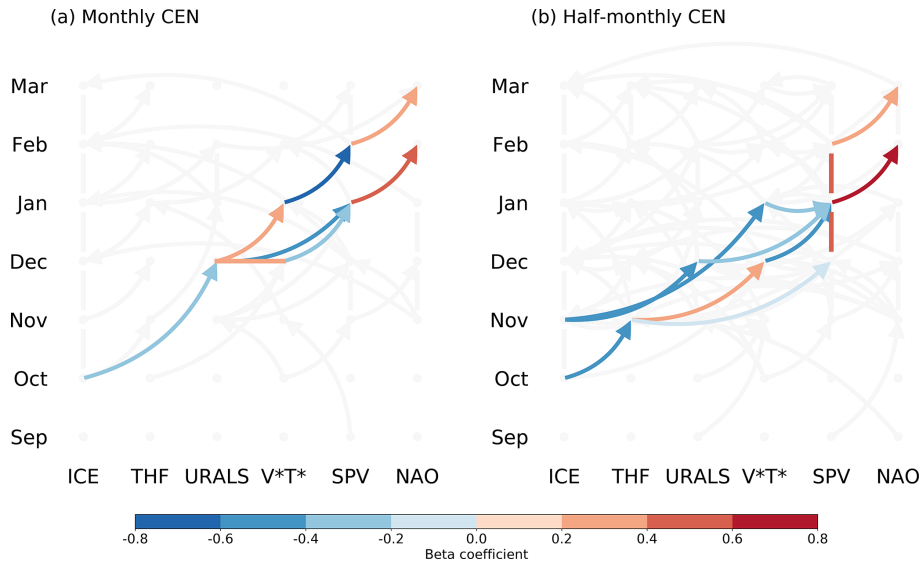 (a) Monthly CEN
(b) Half-monthly CEN
Mar
Feb
Jan
Dec
Nov
Oct
Sep
ICE THF URALS V*T* SPV NAO
Mar
Feb
Jan
Dec
Nov
Oct
Sep
ICE THF URALS V*T* SPV NAO
-0.8 -0.6 -0.4 -0.2 0.0 0.2 0.4 0.6 0.8
Beta coefficient